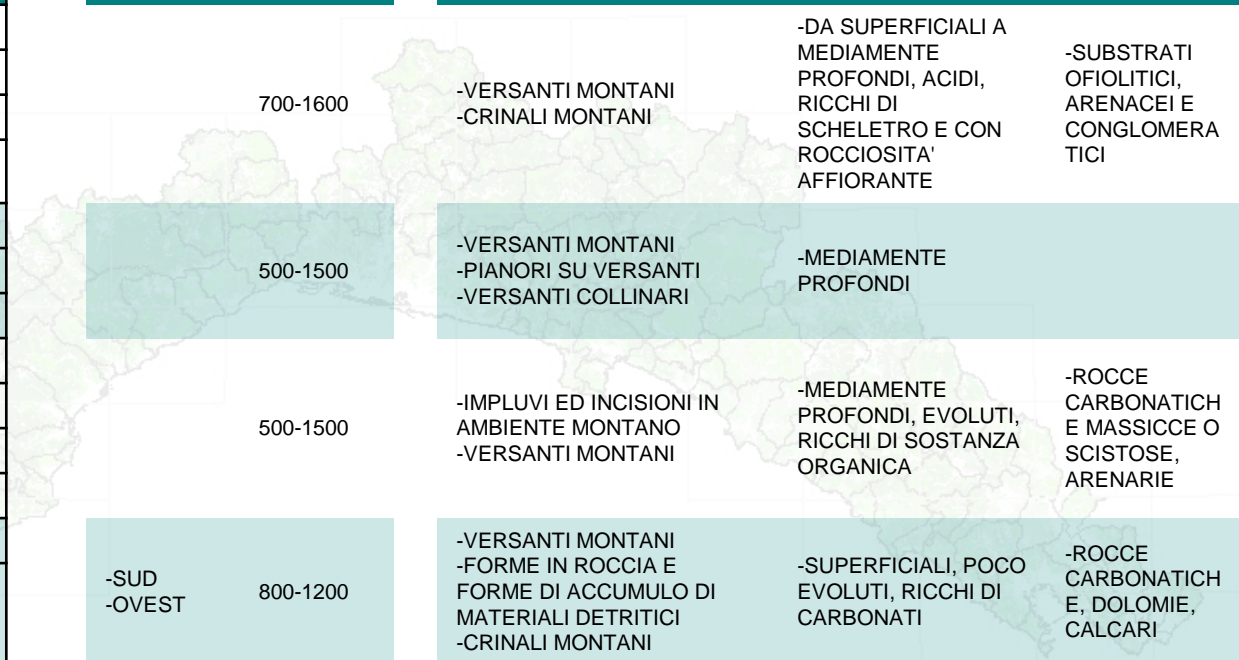 700-1600
-VERSANTI MONTANI
-CRINALI MONTANI
-DA SUPERFICIALI A
MEDIAMENTE
PROFONDI, ACIDI,
RICCHI DI
SCHELETRO E CON
ROCCIOSITA'
AFFIORANTE
-SUBSTRATI
OFIOLITICI,
ARENACEI E
CONGLOMERA
TICI
500-1500
-VERSANTI MONTANI
-PIANORI SU VERSANTI
-VERSANTI COLLINARI
-MEDIAMENTE
PROFONDI
500-1500
-IMPLUVI ED INCISIONI IN
AMBIENTE MONTANO
-VERSANTI MONTANI
-MEDIAMENTE
PROFONDI, EVOLUTI,
RICCHI DI SOSTANZA
ORGANICA
-ROCCE
CARBONATICH
E MASSICCE O
SCISTOSE,
ARENARIE
-SUD
-OVEST
800-1200
-VERSANTI MONTANI
-FORME IN ROCCIA E
FORME DI ACCUMULO DI
MATERIALI DETRITICI
-CRINALI MONTANI
-SUPERFICIALI, POCO
EVOLUTI, RICCHI DI
CARBONATI
-ROCCE
CARBONATICH
E, DOLOMIE,
CALCARI